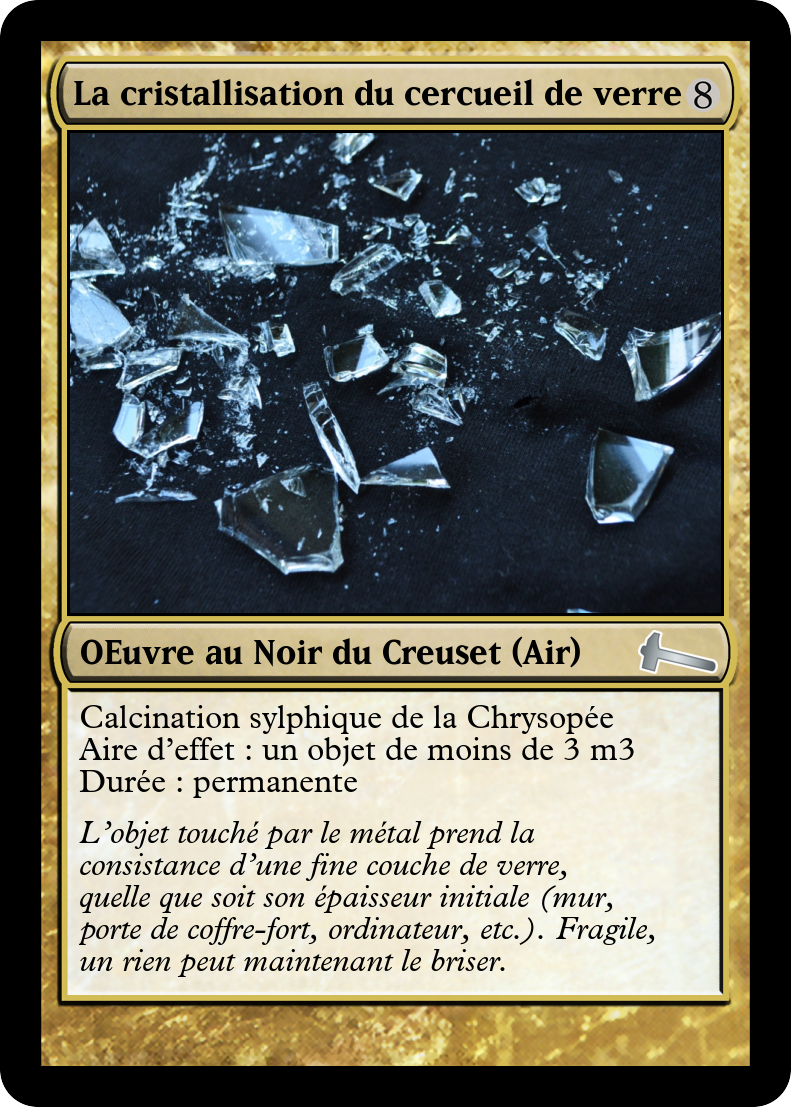 La cristallisation du cercueil de verre 8
OEuvre au Noir du Creuset (Air)
Calcination sylphique de la Chrysopée
Aire d'effet : un objet de moins de 3 m3
Durée : permanente
L'objet touché par le métal prend la
consistance d'une fine couche de verre,
quelle que soit son épaisseur initiale (mur,
porte de coffre-fort, ordinateur, etc.). Fragile,
un rien peut maintenant le briser.